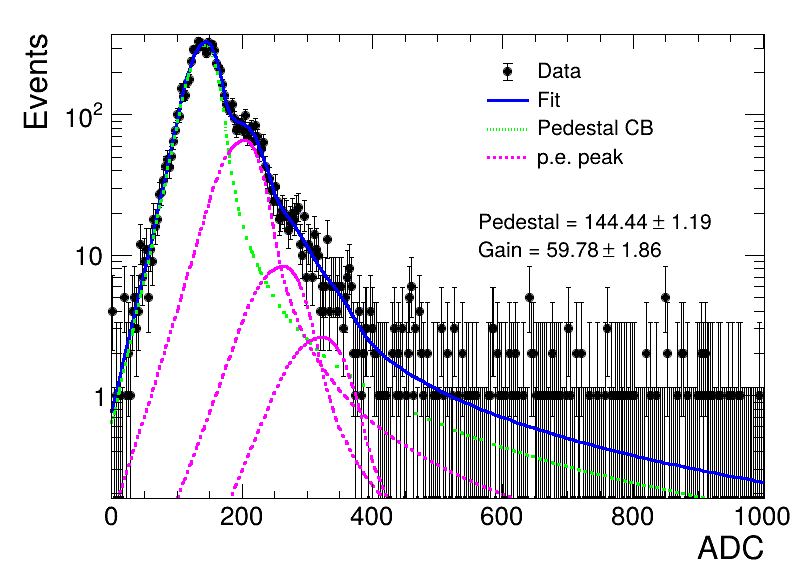 Events
10²
10
1
Data
Fit
Pedestal CB
p.e. peak
Pedestal = 144.44 ± 1.19
Gain = 59.78 ± 1.86
0 200 400 600 800 1000
ADC